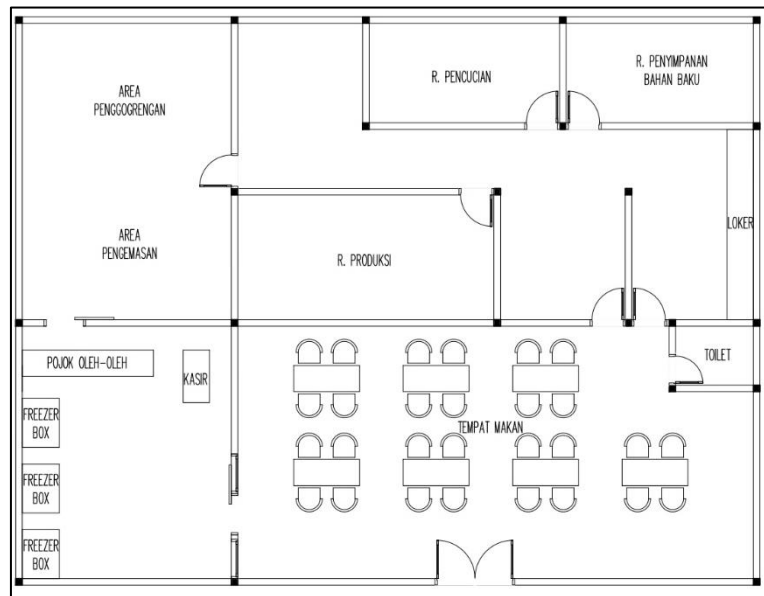 AREA
PENGGOGRENGAN
R. PENCUCIAN
R. PENYIMPANAN
BAHAN BAKU
AREA
PENGEMASAN
R. PRODUKSI
LOKER
POJOK OLEH-OLEH
KASIR
TOILET
FREEZER
BOX
TEMPAT MAKAN
FREEZER
BOX
FREEZER
BOX